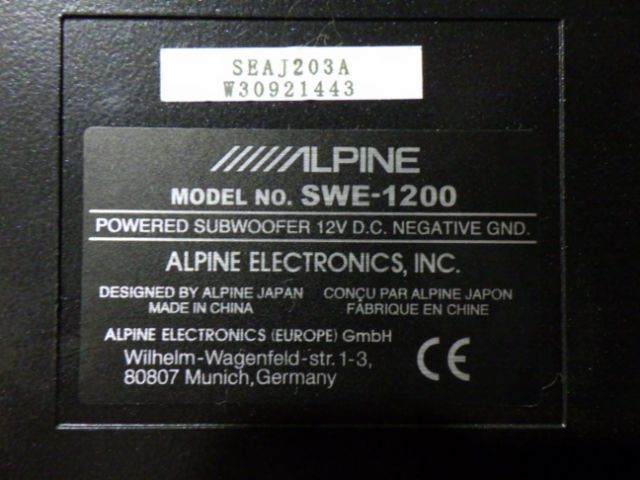 SEAJ203A
W30921443
ALPINE
MODEL NO. SWE-1200
POWERED SUBWOOFER 12V D.C. NEGATIVE GND.
ALPINE ELECTRONICS, INC.
DESIGNED BY ALPINE JAPAN
MADE IN CHINA
CONÇU PAR ALPINE JAPON
FABRIQUE EN CHINE
ALPINE ELECTRONICS (EUROPE) GmbH
Wilhelm-Wagenfeld-str. 1-3,
80807 Munich,Germany
CE